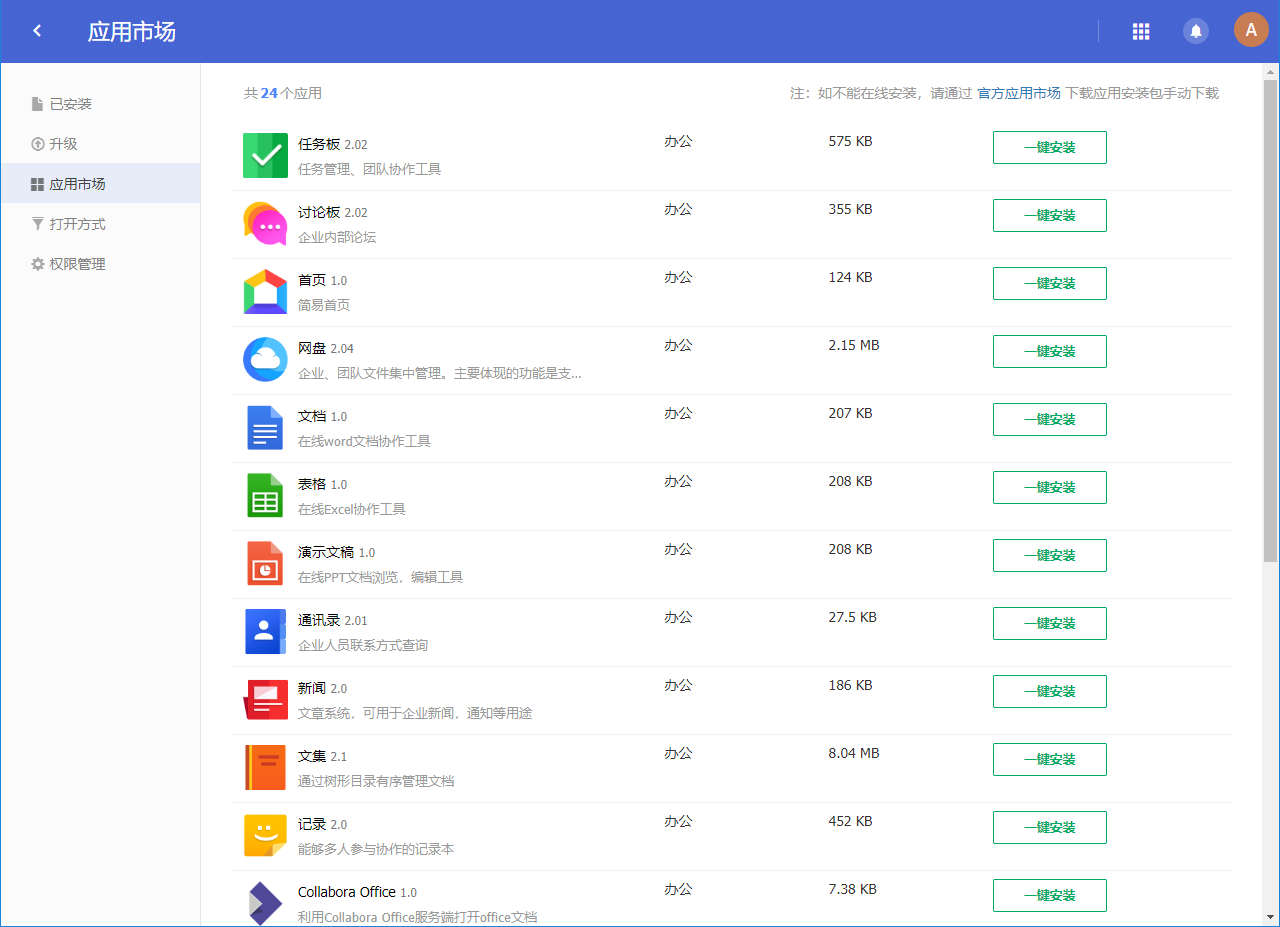 应用市场
A
已安装
升级
应用市场
打开方式
权限管理
共24个应用
注：如不能在线安装，请通过 官方应用市场 下载应用安装包手动下载
任务板 2.02
任务管理、团队协作工具
办公
575 KB
一键安装
讨论板 2.02
企业内部论坛
办公
355 KB
一键安装
首页 1.0
简易首页
办公
124 KB
一键安装
网盘 2.04
企业、团队文件集中管理。主要体现的功能是支...
办公
2.15 MB
一键安装
文档 1.0
在线word文档协作工具
办公
207 KB
一键安装
表格 1.0
在线Excel协作工具
办公
208 KB
一键安装
演示文稿 1.0
在线PPT文档浏览，编辑工具
办公
208 KB
一键安装
通讯录 2.01
企业人员联系方式查询
办公
27.5 KB
一键安装
新闻 2.0
文章系统，可用于企业新闻，通知等用途
办公
186 KB
一键安装
文集 2.1
通过树形目录有序管理文档
办公
8.04 MB
一键安装
记录 2.0
能够多人参与协作的记录本
办公
452 KB
一键安装
Collabora Office 1.0
利用Collabora Office服务端打开office文档
办公
7.38 KB
一键安装